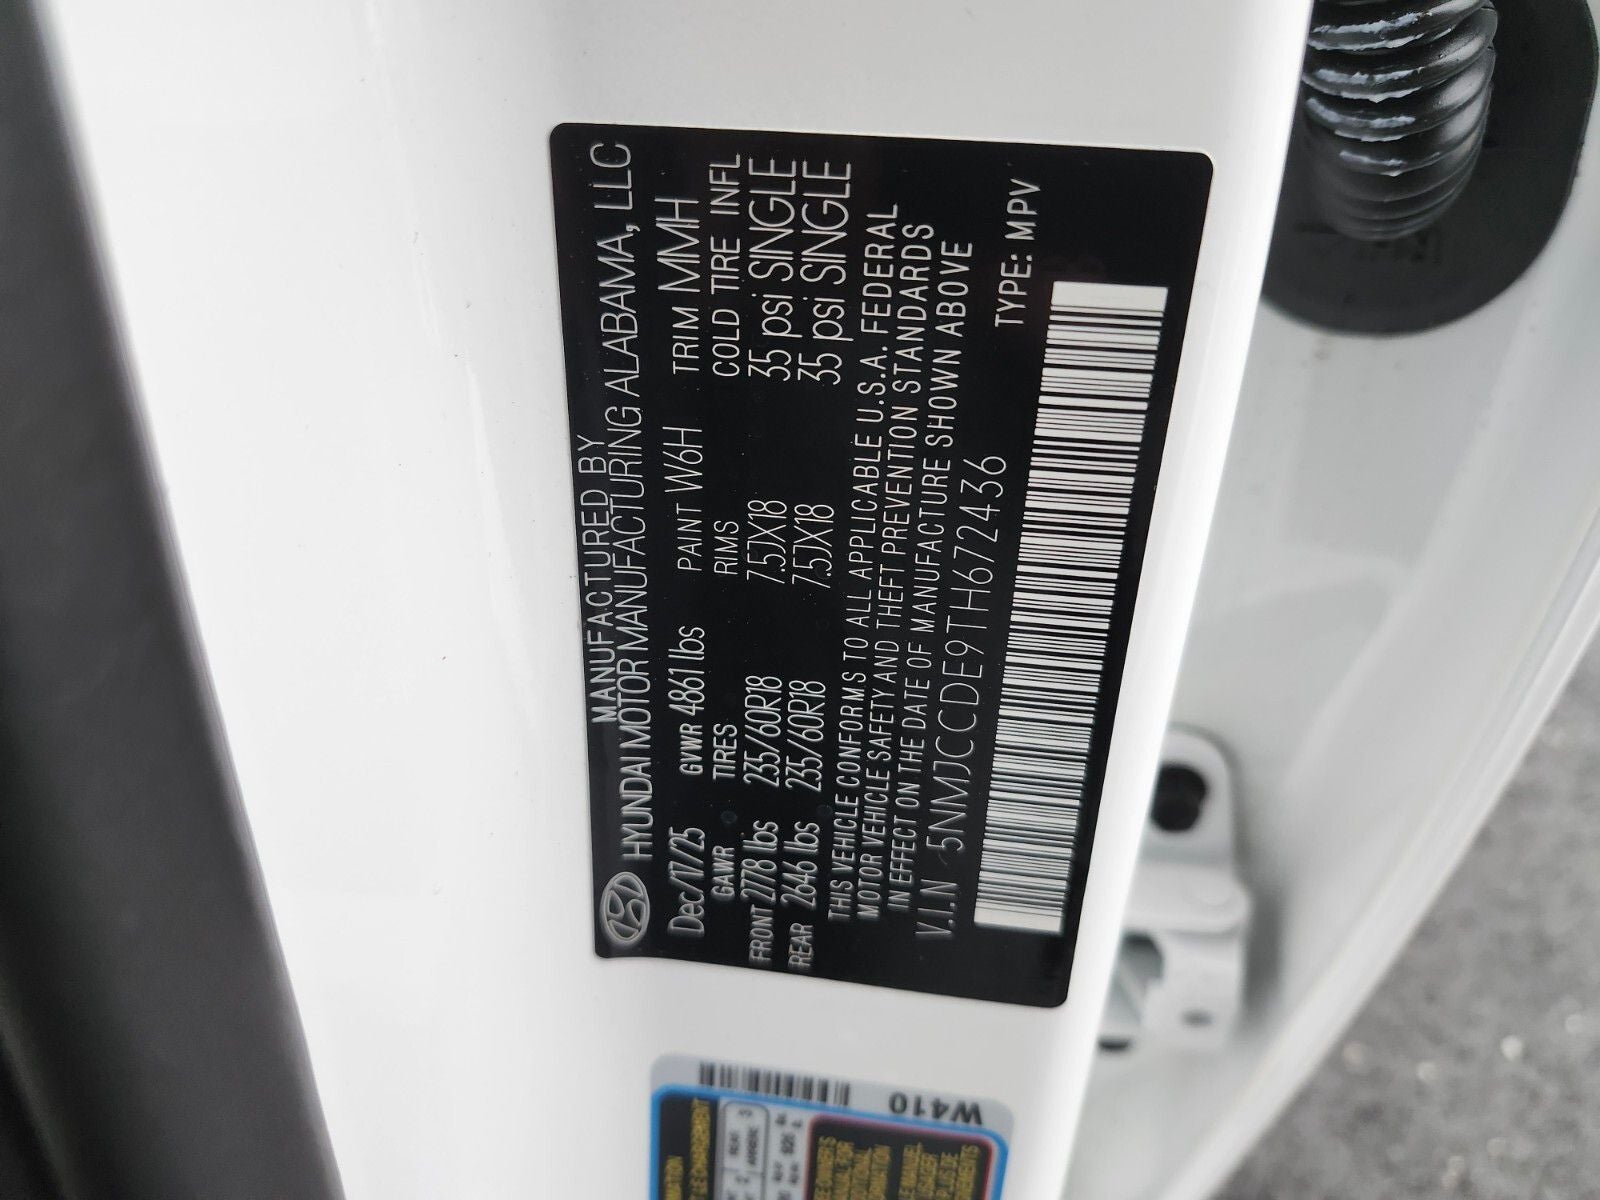 MANUFACTURED BY
HYUNDAI MOTOR MANUFACTURING ALABAMA, LLC
Dec/17/25 GVWR 4861 lbs PAINT W6H TRIM MMH
GAWR TIRES RIMS COLD TIRE INFL
FRONT 2778 lbs 235/60R18 7.5JX18 35 psi SINGLE
REAR 2646 lbs 235/60R18 7.5JX18 35 psi SINGLE
THIS VEHICLE CONFORMS TO ALL APPLICABLE U.S.A. FEDERAL
MOTOR VEHICLE SAFETY AND THEFT PREVENTION STANDARDS
IN EFFECT ON THE DATE OF MANUFACTURE SHOWN ABOVE
V.I.N 5NMJCCDE9TH672436 TYPE: MPV
W410